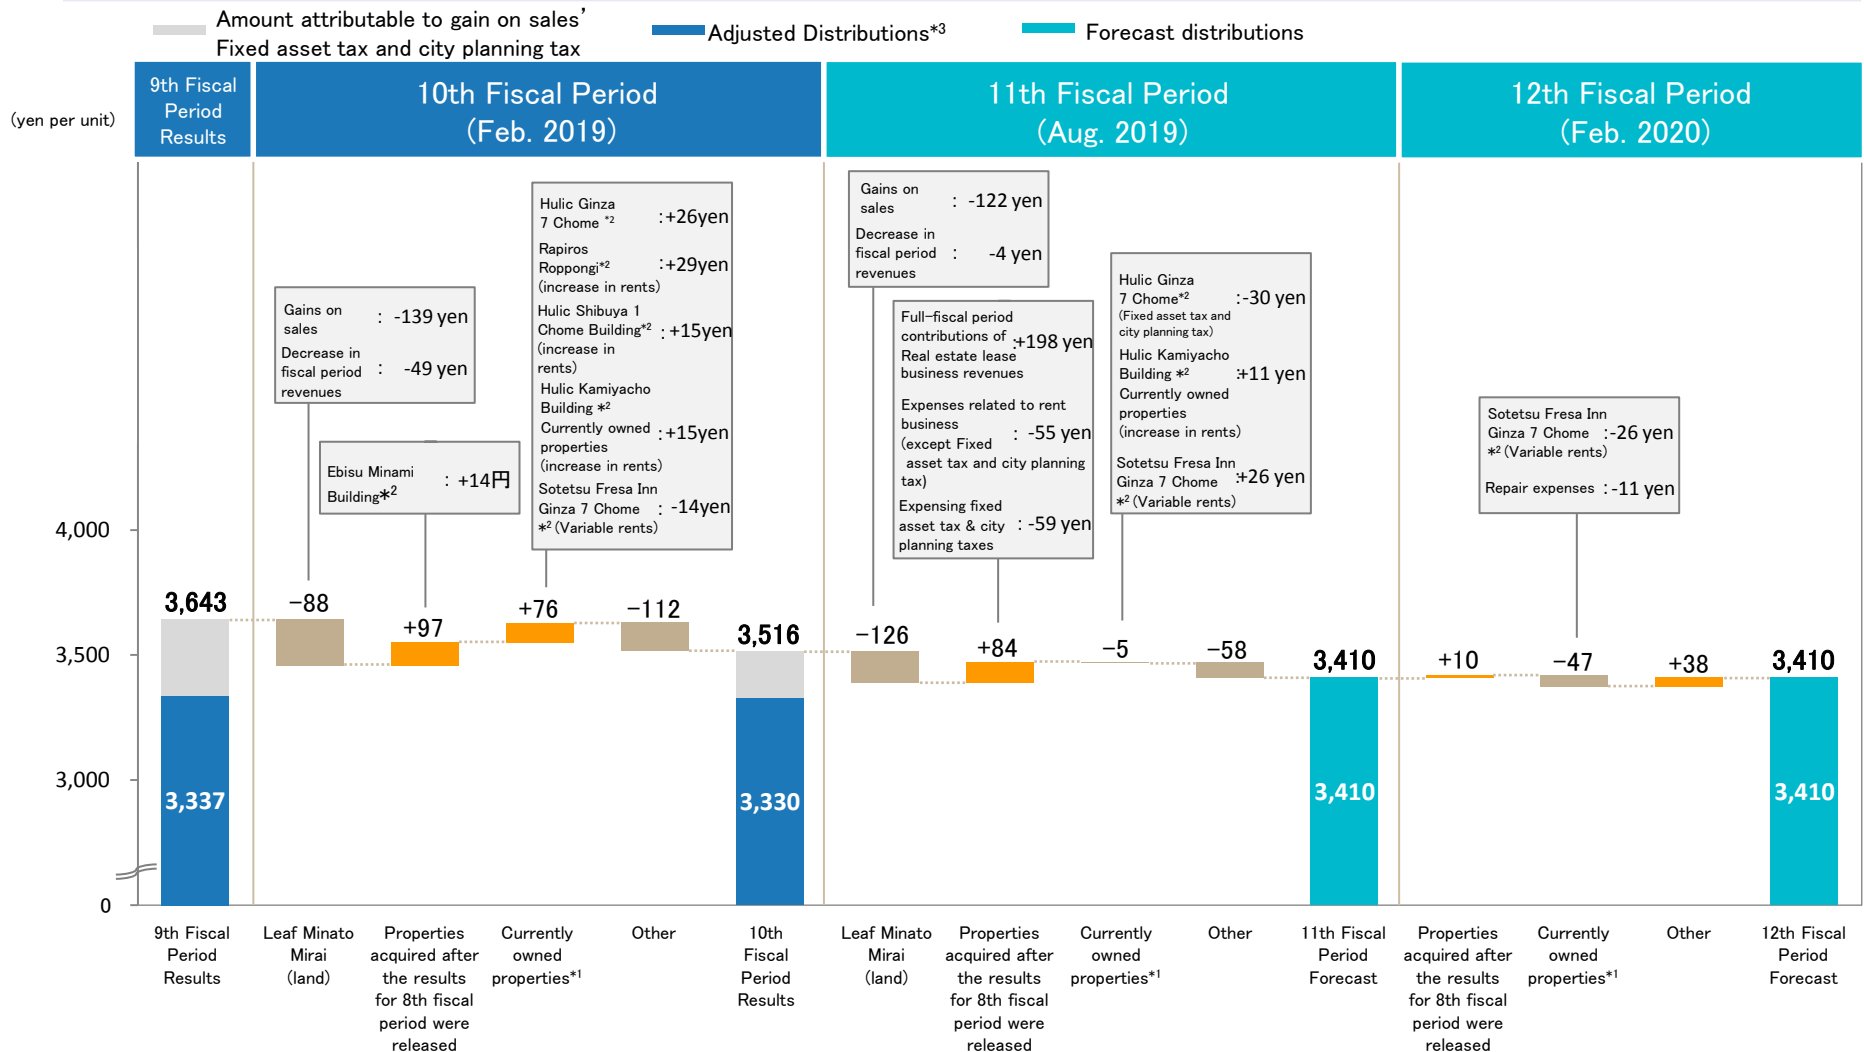 Amount attributable to gain on sales’
Fixed asset tax and city planning tax
Adjusted Distributions*3
Forecast distributions
(yen per unit)
9th Fiscal
Period
Results
10th Fiscal Period
(Feb. 2019)
11th Fiscal Period
(Aug. 2019)
12th Fiscal Period
(Feb. 2020)
Gains on
sales
: -139 yen
Decrease in
fiscal period
revenues
: -49 yen
Ebisu Minami
Building*2
: +14円
Hulic Ginza
7 Chome *2
:+26yen
Rapiros
Roppongi*2
(increase in rents)
:+29yen
Hulic Shibuya 1
Chome Building*2
(increase in
rents)
: +15yen
Hulic Kamiyacho
Building *2
Currently owned
properties
(increase in rents)
:+15yen
Sotetsu Fresa Inn
Ginza 7 Chome
*2 (Variable rents)
: -14yen
Gains on
sales
: -122 yen
Decrease in
fiscal period
revenues
: -4 yen
Full-fiscal period
contributions of
Real estate lease
business revenues
:+198 yen
Expenses related to rent
business
(except Fixed
asset tax and city planning
tax)
: -55 yen
Expensing fixed
asset tax & city
planning taxes
: -59 yen
Hulic Ginza
7 Chome*2
(Fixed asset tax and
city planning tax)
:-30 yen
Hulic Kamiyacho
Building *2
Currently owned
properties
(increase in rents)
:+11 yen
Sotetsu Fresa Inn
Ginza 7 Chome
*2 (Variable rents)
:+26 yen
Sotetsu Fresa Inn
Ginza 7 Chome
*2 (Variable rents)
:-26 yen
Repair expenses
: -11 yen
4,000
3,500
3,000
0
3,643
3,337
−88
+97
+76
−112
3,516
3,330
−126
+84
−5
−58
3,410
3,410
+10
−47
+38
3,410
3,410
9th Fiscal
Period
Results
Leaf Minato
Mirai
(land)
Properties
acquired after
the results
for 8th fiscal
period were
released
Currently
owned
properties*1
Other
10th
Fiscal
Period
Results
Leaf Minato
Mirai
(land)
Properties
acquired after
the results
for 8th fiscal
period were
released
Currently
owned
properties*1
Other
11th Fiscal
Period
Forecast
Properties
acquired after
the results
for 8th fiscal
period were
released
Currently
owned
properties*1
Other
12th Fiscal
Period
Forecast